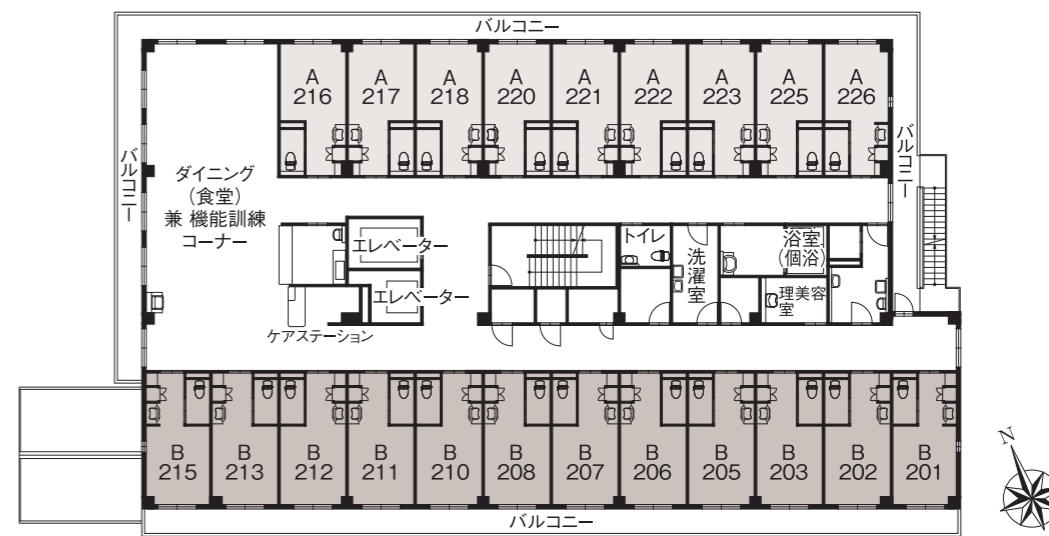 バルコニー
A
216
A
217
A
218
A
220
A
221
A
222
A
223
A
225
A
226
バルコニー
バルコニー
ダイニング
（食堂）
兼 機能訓練
コーナー
エレベーター
エレベーター
ケアステーション
トイレ
洗濯室
浴室
（個浴）
理美容
室
B
215
B
213
B
212
B
211
B
210
B
208
B
207
B
206
B
205
B
203
B
202
B
201
バルコニー
N